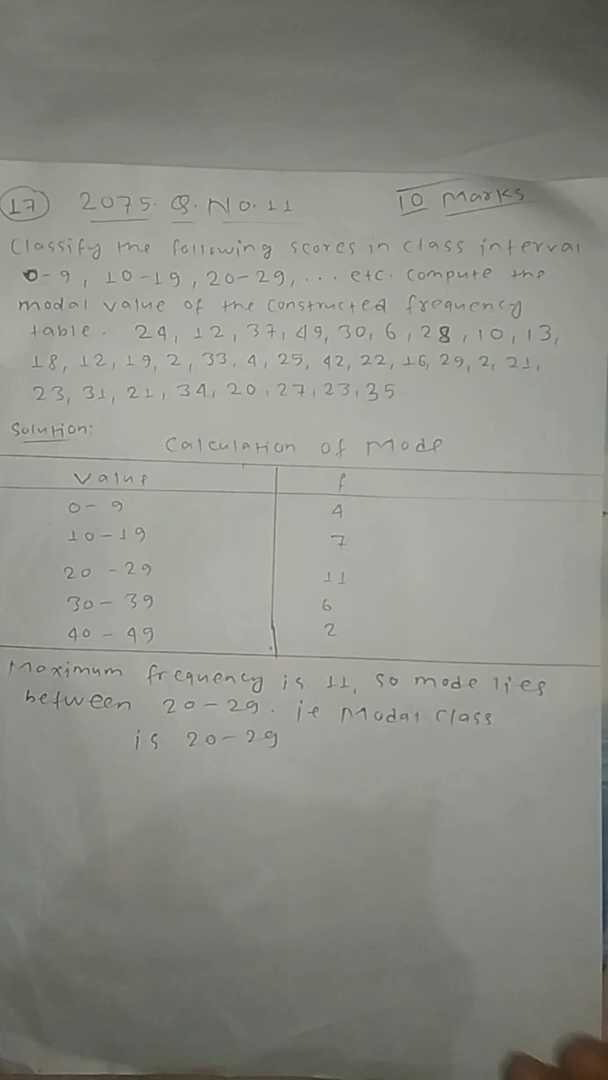 17 2075. Q. No. 11 10 Marks
Classify the following scores in class interval
0-9, 10-19, 20-29, ... etc. compute the
modal value of the constructed frequency
table. 24, 12, 37, 49, 30, 6, 28, 10, 13,
18, 12, 19, 2, 33, 4, 25, 42, 22, 16, 29, 2, 21,
23, 31, 21, 34, 20, 27, 23, 35
Solution:
Calculation of Mode
Value f
0- 9 4
10-19 7
20 -29 11
30- 39 6
40 - 49 2
Maximum frequency is 11, so mode lies
between 20-29. ie Modal class
is 20-29